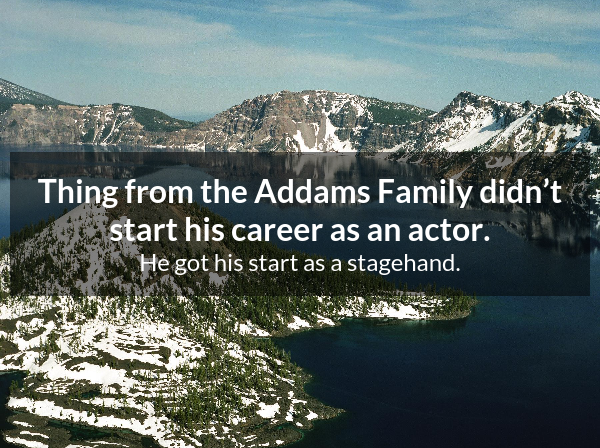 Thing from the Addams Family didn’t
start his career as an actor.
He got his start as a stagehand.